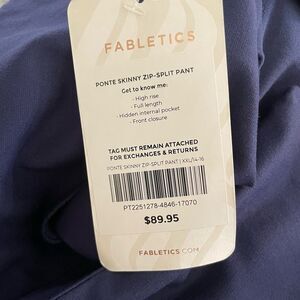 FABLETICS
PONTE SKINNY ZIP-SPLIT PANT
Get to know me:
- High rise
- Full length
- Hidden internal pocket
- Front closure
TAG MUST REMAIN ATTACHED
FOR EXCHANGES & RETURNS
PONTE SKINNY ZIP-SPLIT PANT | XXL/14-16
PT2251278-4846-17070
$89.95
FABLETICS.COM